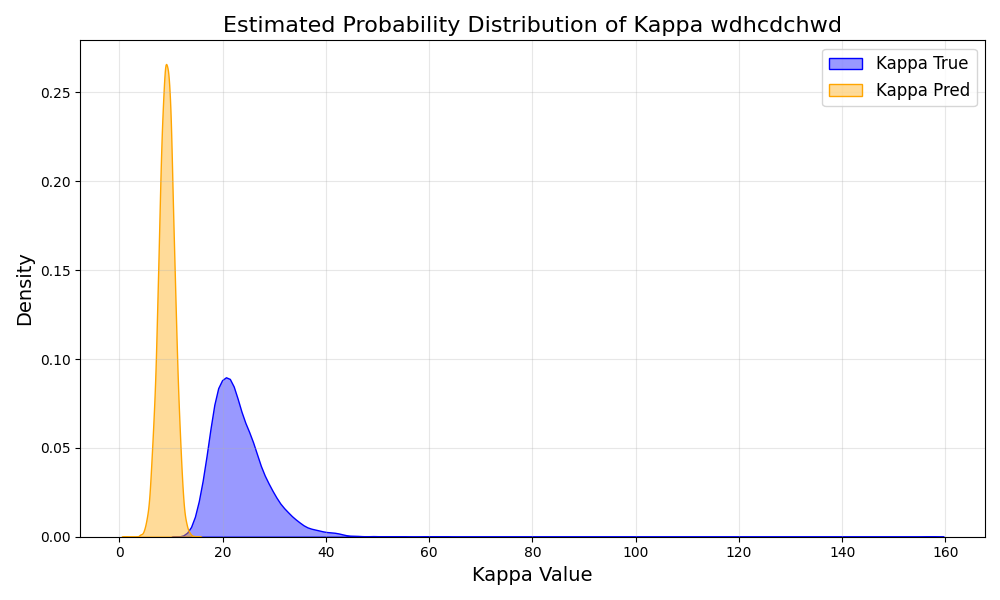 Estimated Probability Distribution of Kappa wdhcdchwd
Kappa True
Kappa Pred
Density
0.25
0.20
0.15
0.10
0.05
0.00
0 20 40 60 80 100 120 140 160
Kappa Value